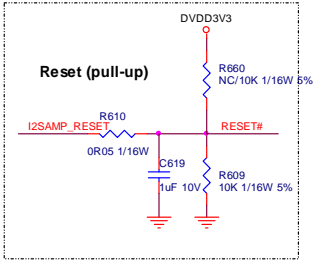 DVDD3V3
R660
NC/10K 1/16W 5%
Reset (pull-up)
R610
I2SAMP_RESET
RESET#
0R05 1/16W
C619
1uF 10V
R609
10K 1/16W 5%